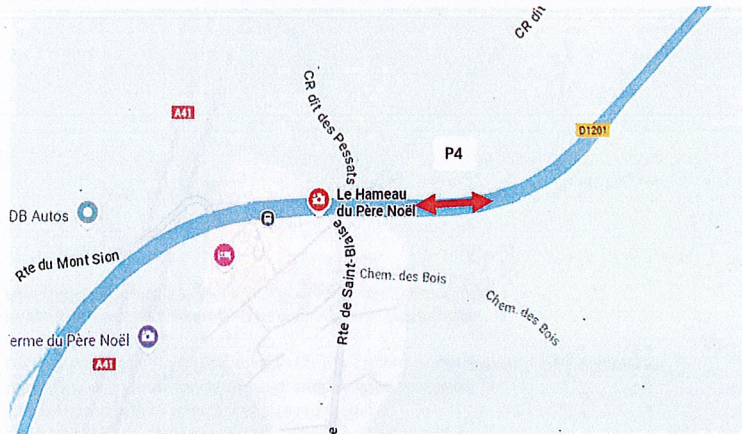 CR dit
CR dit des Pessats
A41
D1201
P4
Le Hameau
du Père Noël
DB Autos
Rte du Mont Sion
Rte de Saint-Blaise
Chem. des Bois
Chem. des Bois
erme du Père Noël
A41
e